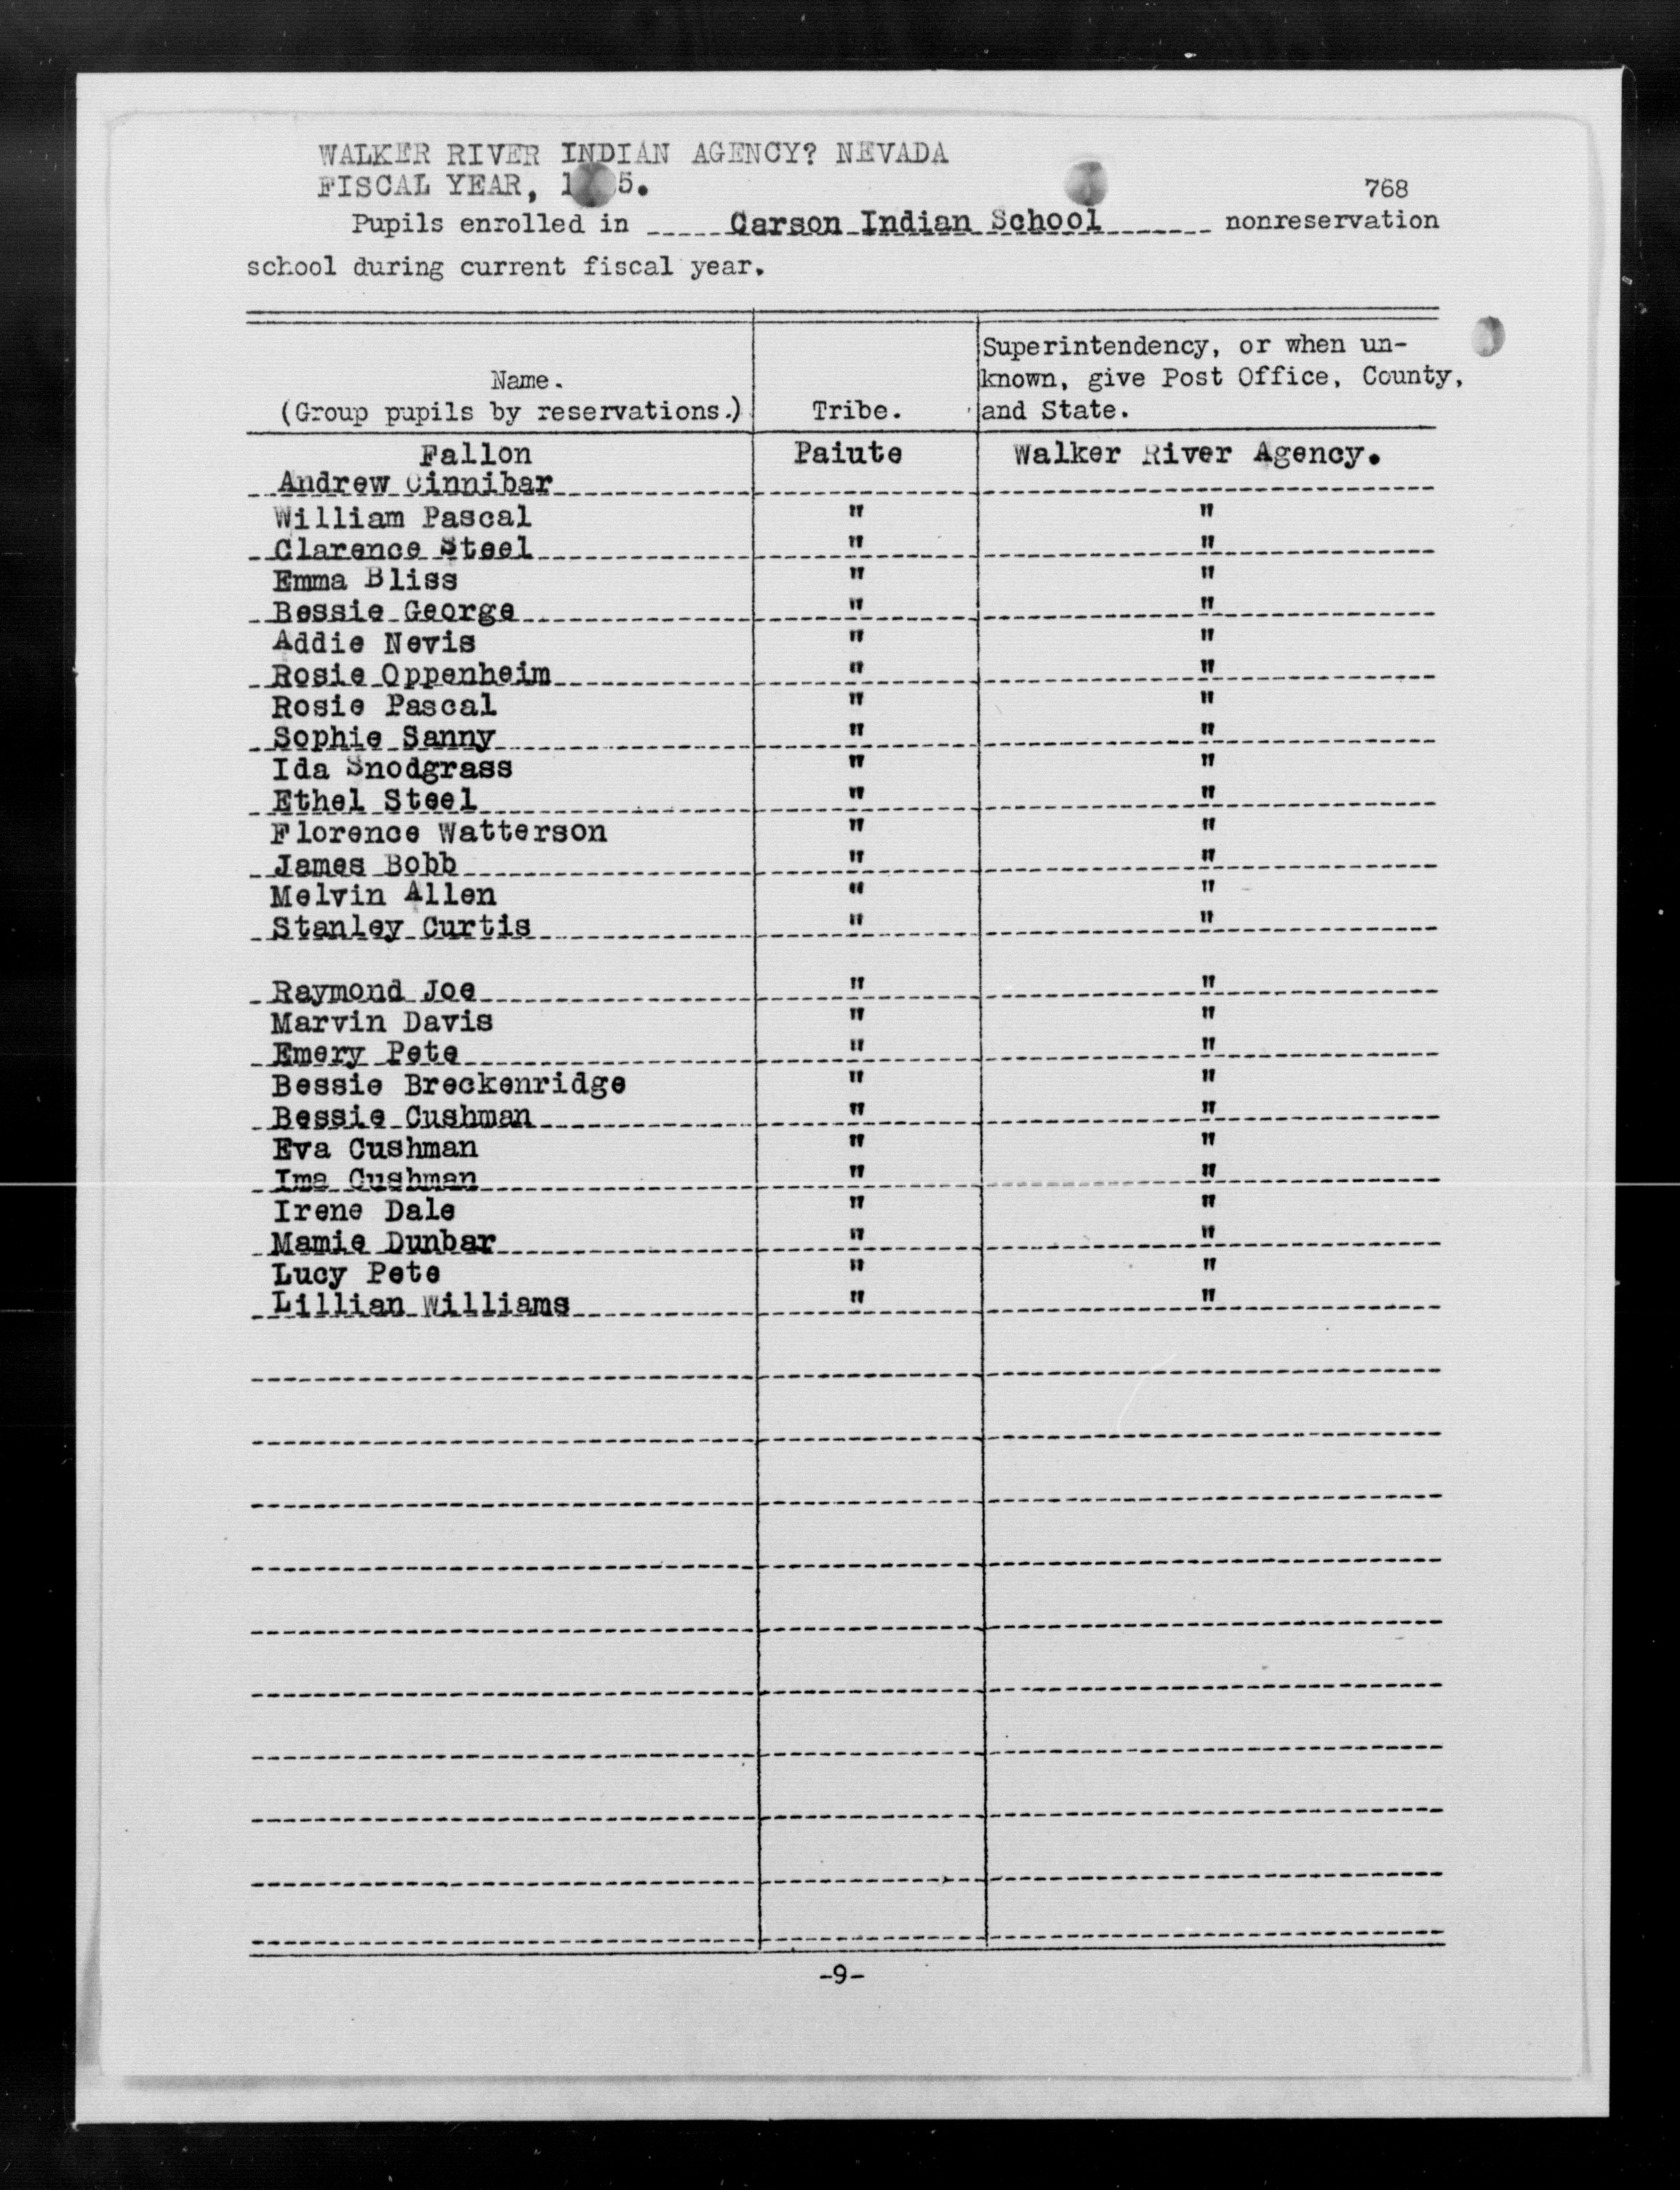 WALKER RIVER INDIAN AGENCY? NEVADA
FISCAL YEAR, 1 5.
768
Pupils enrolled in Carson Indian School nonreservation
school during current fiscal year.
Name.
(Group pupils by reservations.)
Tribe.
Superintendency, or when un-
known, give Post Office, County,
and State.
Fallon Paiute Walker River Agency.
Andrew Cinnibar
William Pascal " "
Clarence Steel " "
Emma Bliss " "
Bessie George " "
Addie Nevis " "
Rosie Oppenheim " "
Rosie Pascal " "
Sophie Sanny " "
Ida Snodgrass " "
Ethel Steel " "
Florence Watterson " "
James Bobb " "
Melvin Allen " "
Stanley Curtis " "
Raymond Joe " "
Marvin Davis " "
Emery Pete " "
Bessie Breckenridge " "
Bessie Cushman " "
Eva Cushman " "
Ima Cushman " "
Irene Dale " "
Mamie Dunbar " "
Lucy Pete " "
Lillian Williams " "
-9-